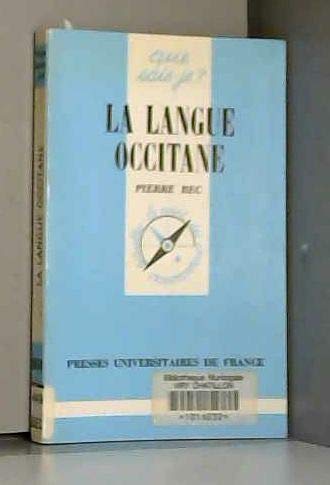 que
sais-je?
LA LANGUE
OCCITANE
PIERRE BEC
PRESSES UNIVERSITAIRES DE FRANCE
Bibliothèque Municipale
VIRY CHATILLON
LA LANGUE OCCITANE